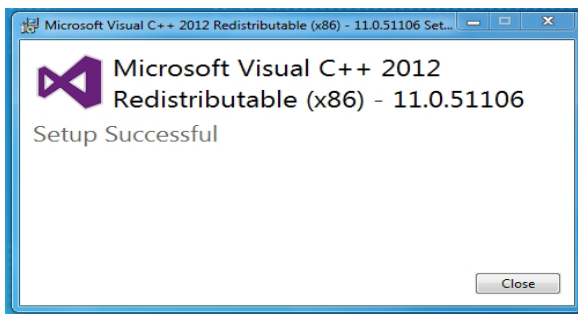 Microsoft Visual C++ 2012 Redistributable (x86) - 11.0.51106 Set...
Microsoft Visual C++ 2012
Redistributable (x86) - 11.0.51106
Setup Successful
Close